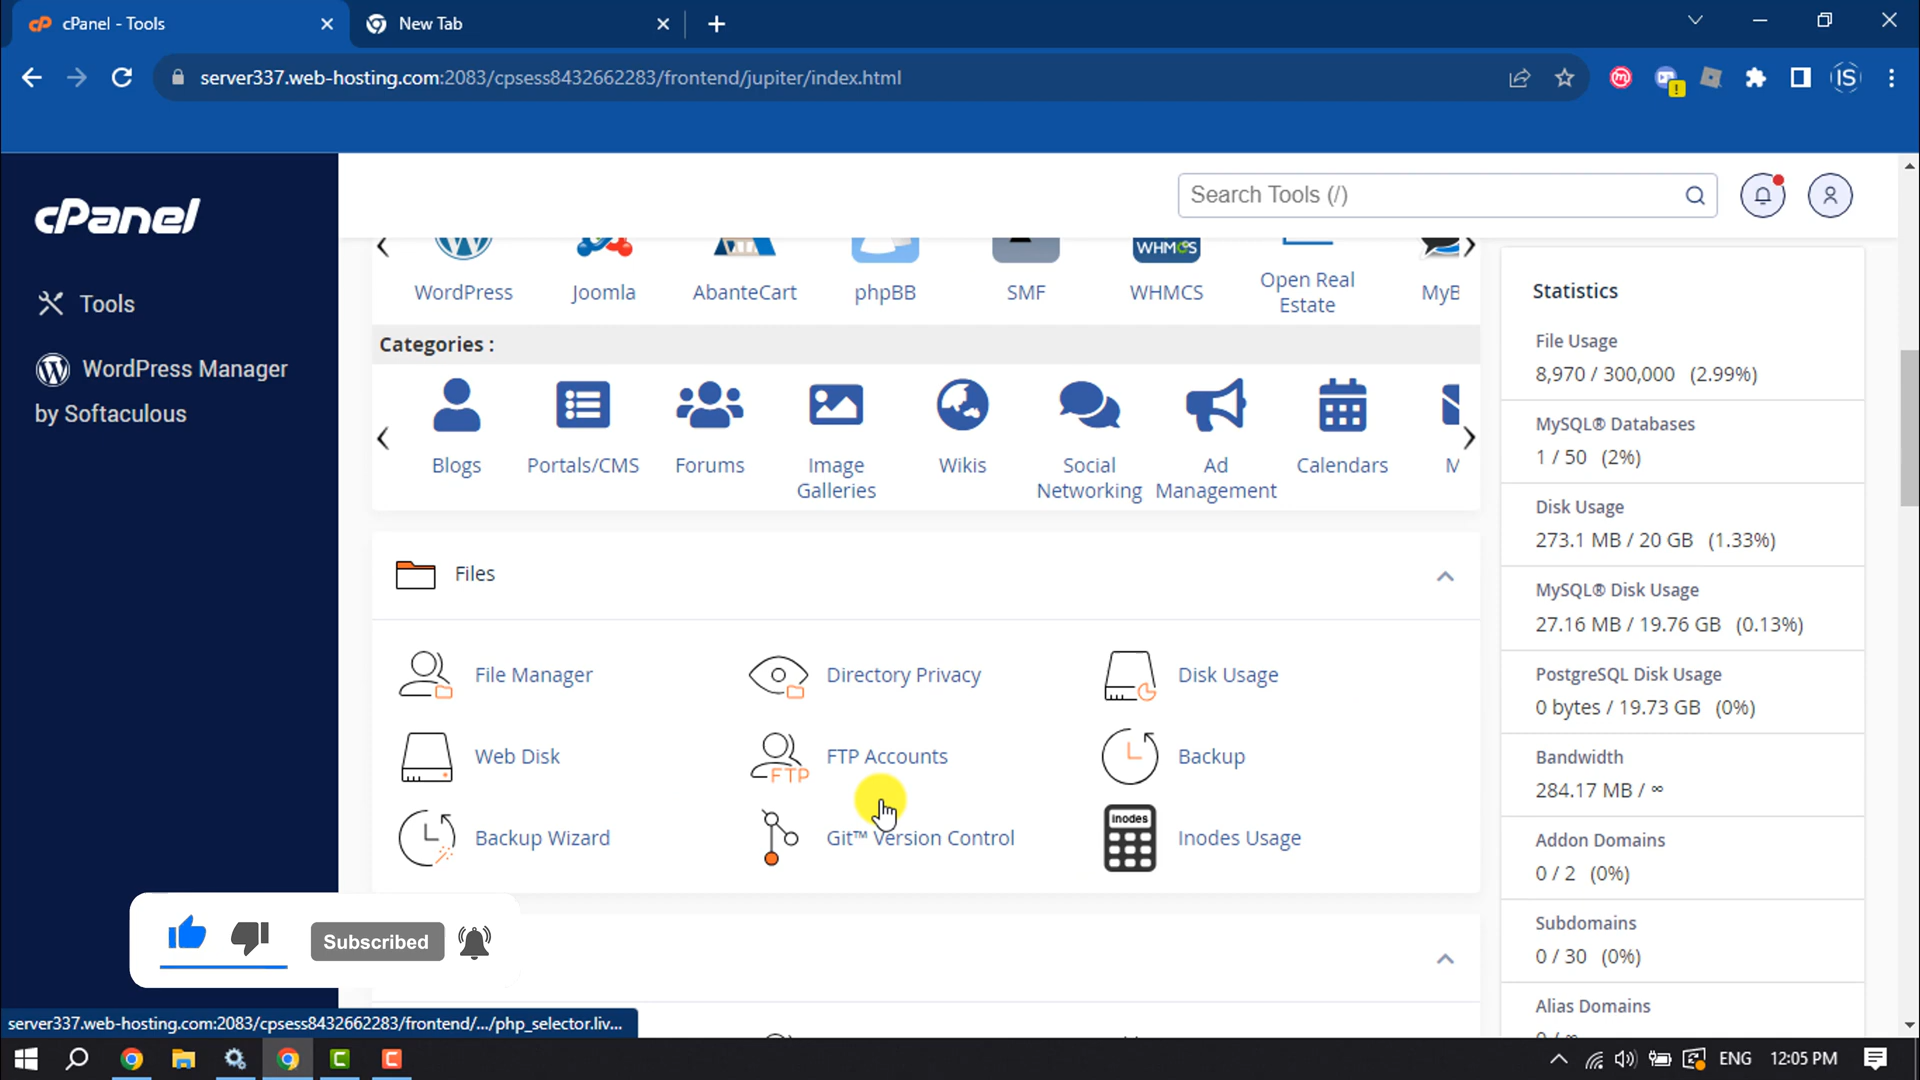 cPanel - Tools
New Tab
server337.web-hosting.com:2083/cpsess8432662283/frontend/jupiter/index.html
IS
cPanel
Search Tools (/)
Tools
WordPress Manager
by Softaculous
WHMCS
WordPress
Joomla
AbanteCart
phpBB
SMF
WHMCS
Open Real
Estate
MyB
Categories :
Blogs
Portals/CMS
Forums
Image
Galleries
Wikis
Social
Networking
Ad
Management
Calendars
M
Files
File Manager
Directory Privacy
Disk Usage
Web Disk
FTP
FTP Accounts
Backup
Backup Wizard
Git™ Version Control
Inodes
Inodes Usage
Statistics
File Usage
8,970 / 300,000 (2.99%)
MySQL® Databases
1 / 50 (2%)
Disk Usage
273.1 MB / 20 GB (1.33%)
MySQL® Disk Usage
27.16 MB / 19.76 GB (0.13%)
PostgreSQL Disk Usage
0 bytes / 19.73 GB (0%)
Bandwidth
284.17 MB / ∞
Addon Domains
0 / 2 (0%)
Subdomains
0 / 30 (0%)
Alias Domains
Subscribed
server337.web-hosting.com:2083/cpsess8432662283/frontend/.../php_selector.liv...
ENG
12:05 PM